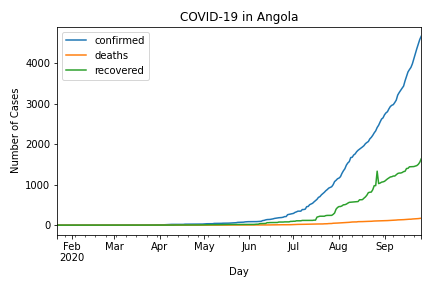 COVID-19 in Angola
confirmed
deaths
recovered
Number of Cases
4000
3000
2000
1000
0
Feb Mar Apr May Jun Jul Aug Sep
2020
Day